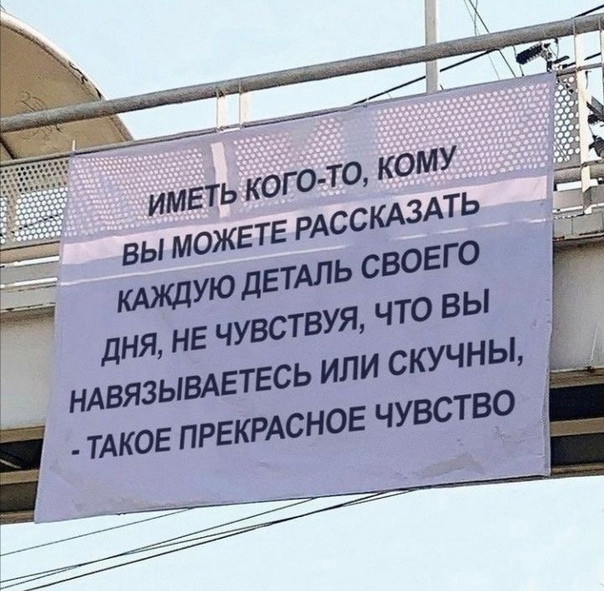 ИМЕТЬ КОГО-ТО, КОМУ
ВЫ МОЖЕТЕ РАССКАЗАТЬ
КАЖДУЮ ДЕТАЛЬ СВОЕГО
ДНЯ, НЕ ЧУВСТВУЯ, ЧТО ВЫ
НАВЯЗЫВАЕТЕСЬ ИЛИ СКУЧНЫ,
- ТАКОЕ ПРЕКРАСНОЕ ЧУВСТВО